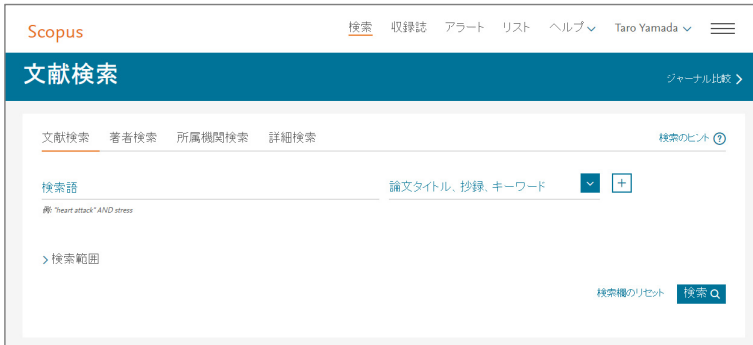 Scopus 検索 収録誌 アラート リスト ヘルプ Taro Yamada
文献検索 ジャーナル比較
文献検索 著者検索 所属機関検索 詳細検索 検索のヒント ?
検索語 論文タイトル、抄録、キーワード +
例: "heart attack" AND stress
検索範囲
検索欄のリセット 検索